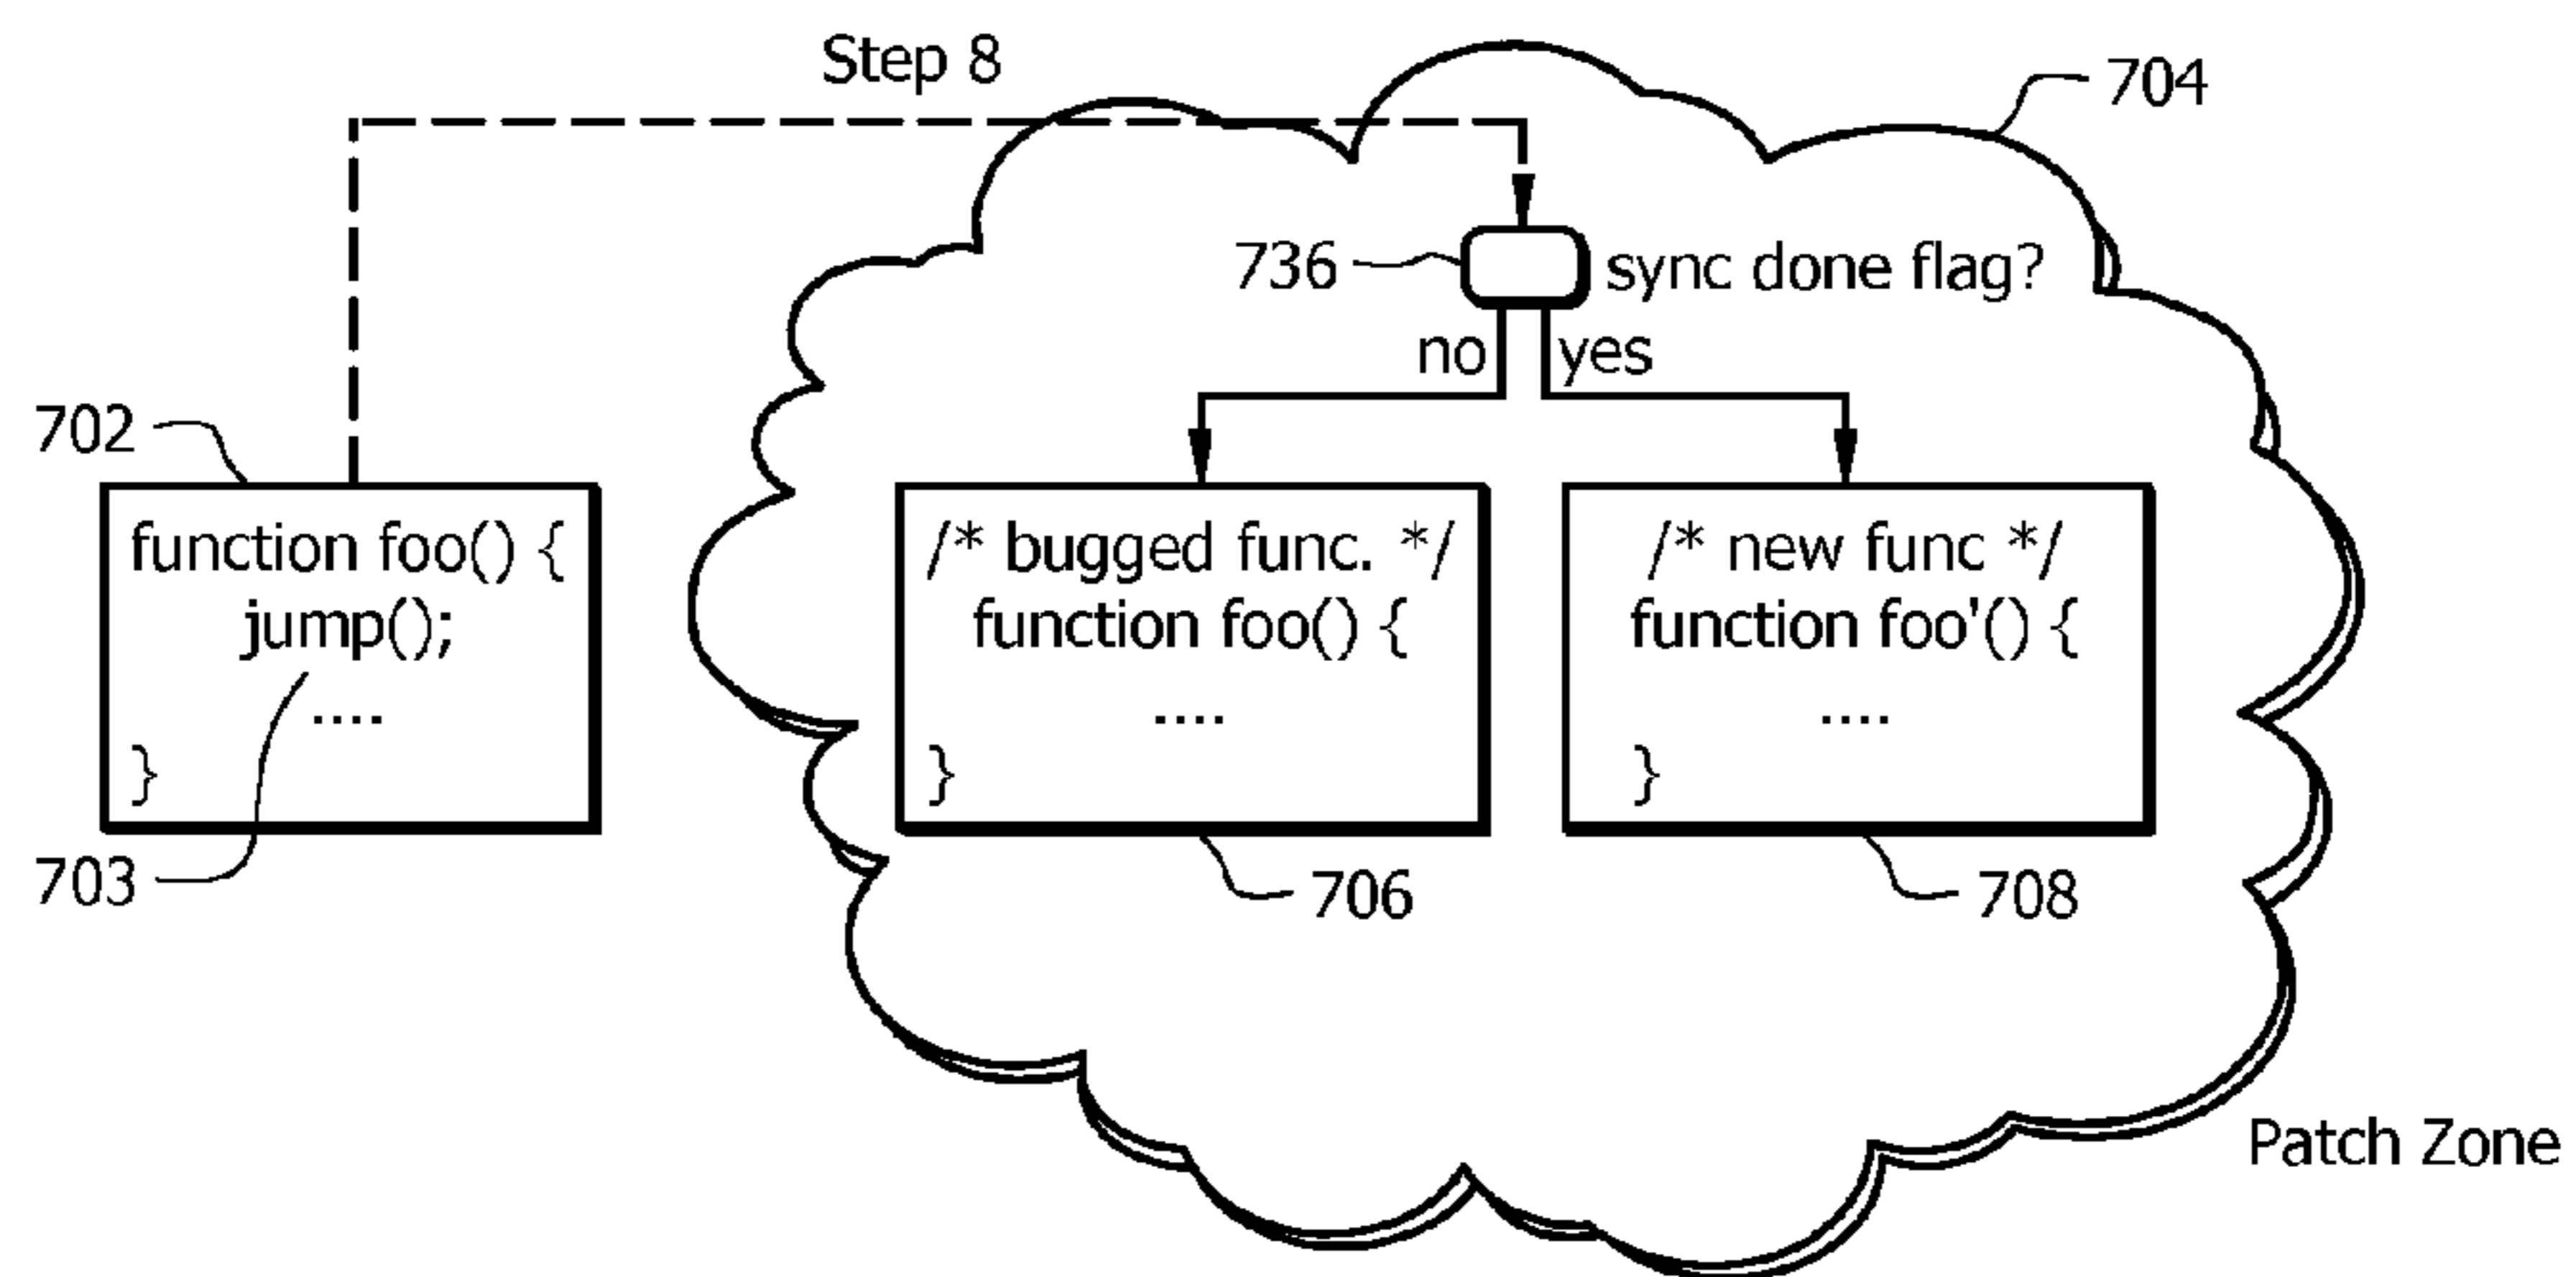 Step 8
704
736
sync done flag?
no
yes
702
function foo() {
jump();
....
}
703
/* bugged func. */
function foo() {
....
}
706
/* new func */
function foo'() {
....
}
708
Patch Zone